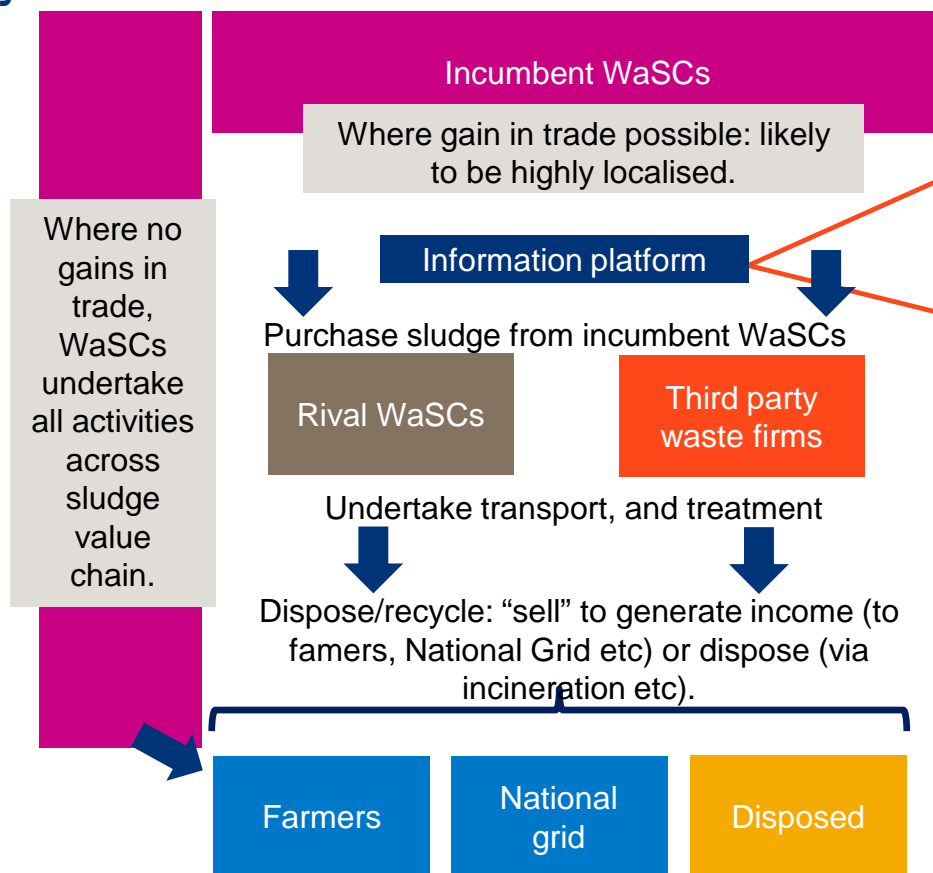 Incumbent WaSCs
Where gain in trade possible: likely
to be highly localised.
Where no
gains in
trade,
WaSCs
undertake
all activities
across
sludge
value
chain.
Information platform
Purchase sludge from incumbent WaSCs
Rival WaSCs
Third party
waste firms
Undertake transport, and treatment
Dispose/recycle: “sell” to generate income (to
famers, National Grid etc) or dispose (via
incineration etc).
Farmers
National
grid
Disposed